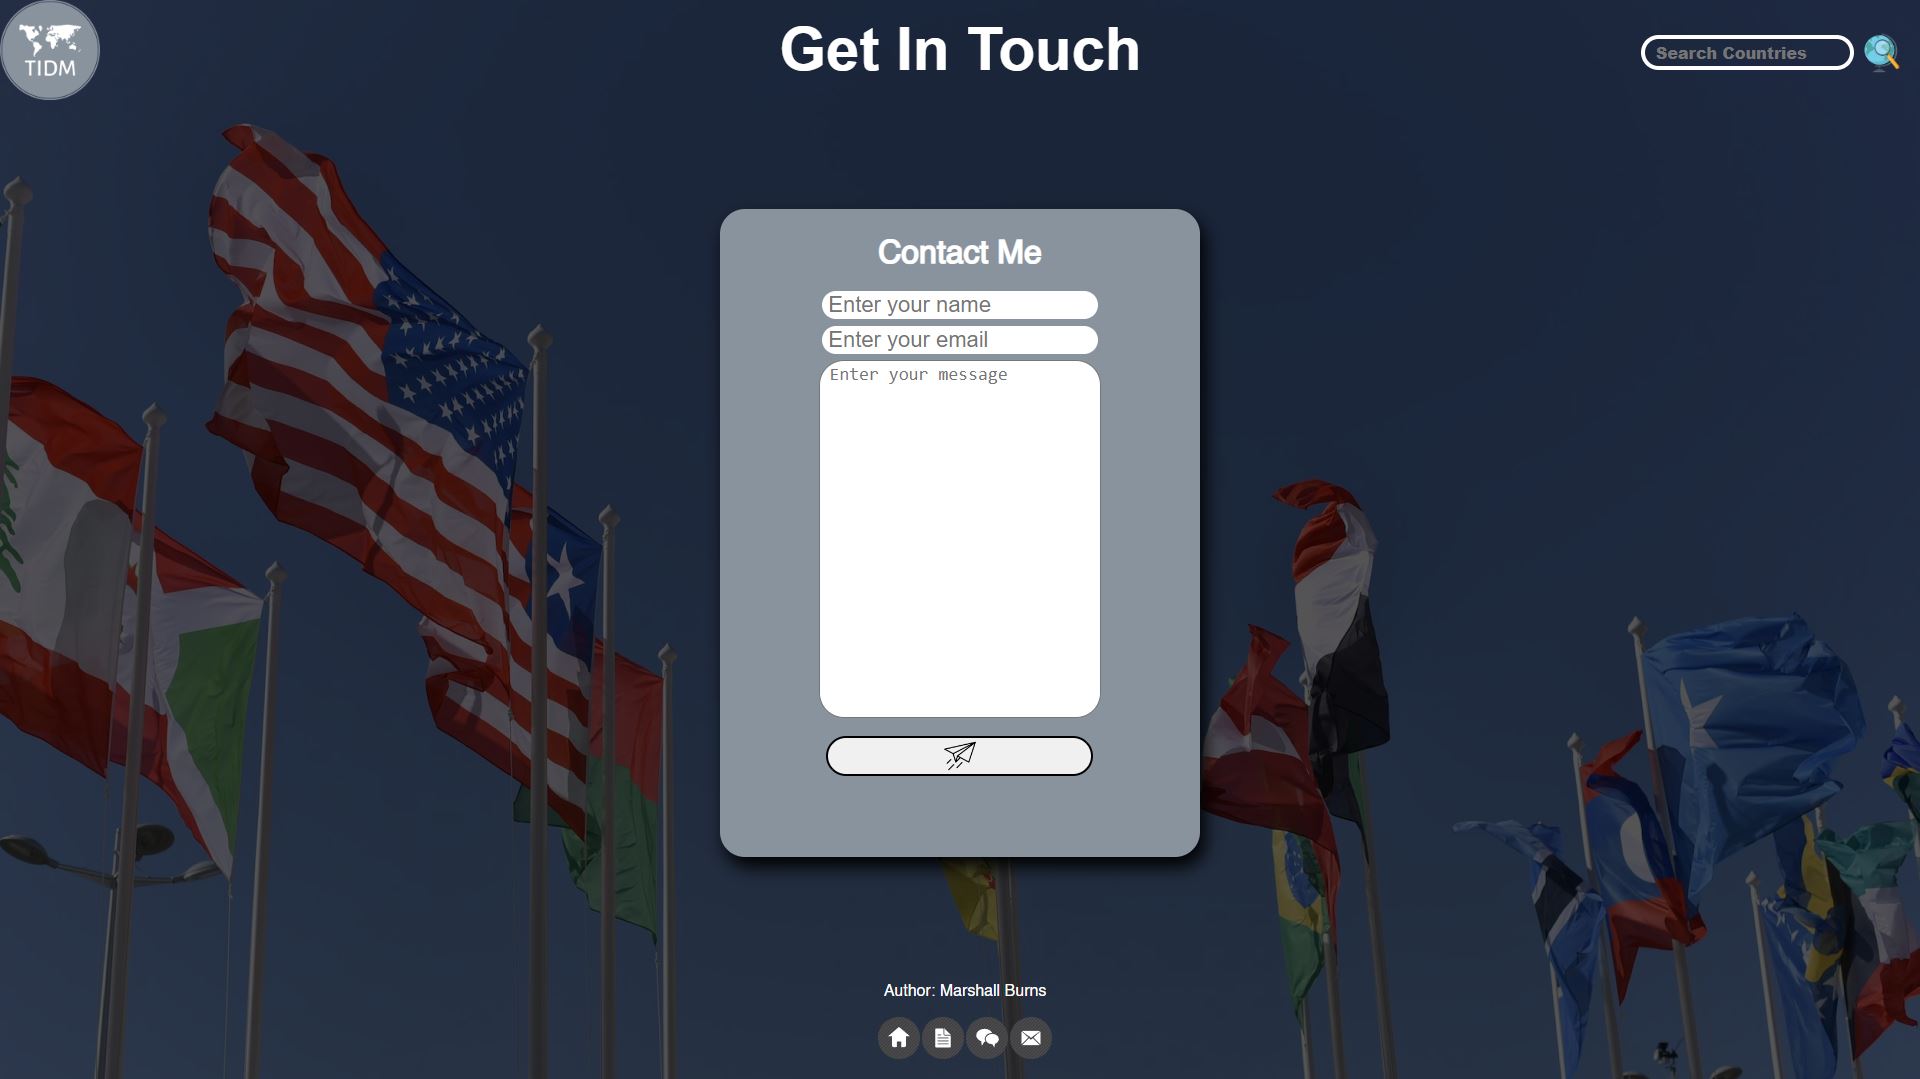 TIDM
Get In Touch
Search Countries
Contact Me
Enter your name
Enter your email
Enter your message
Author: Marshall Burns